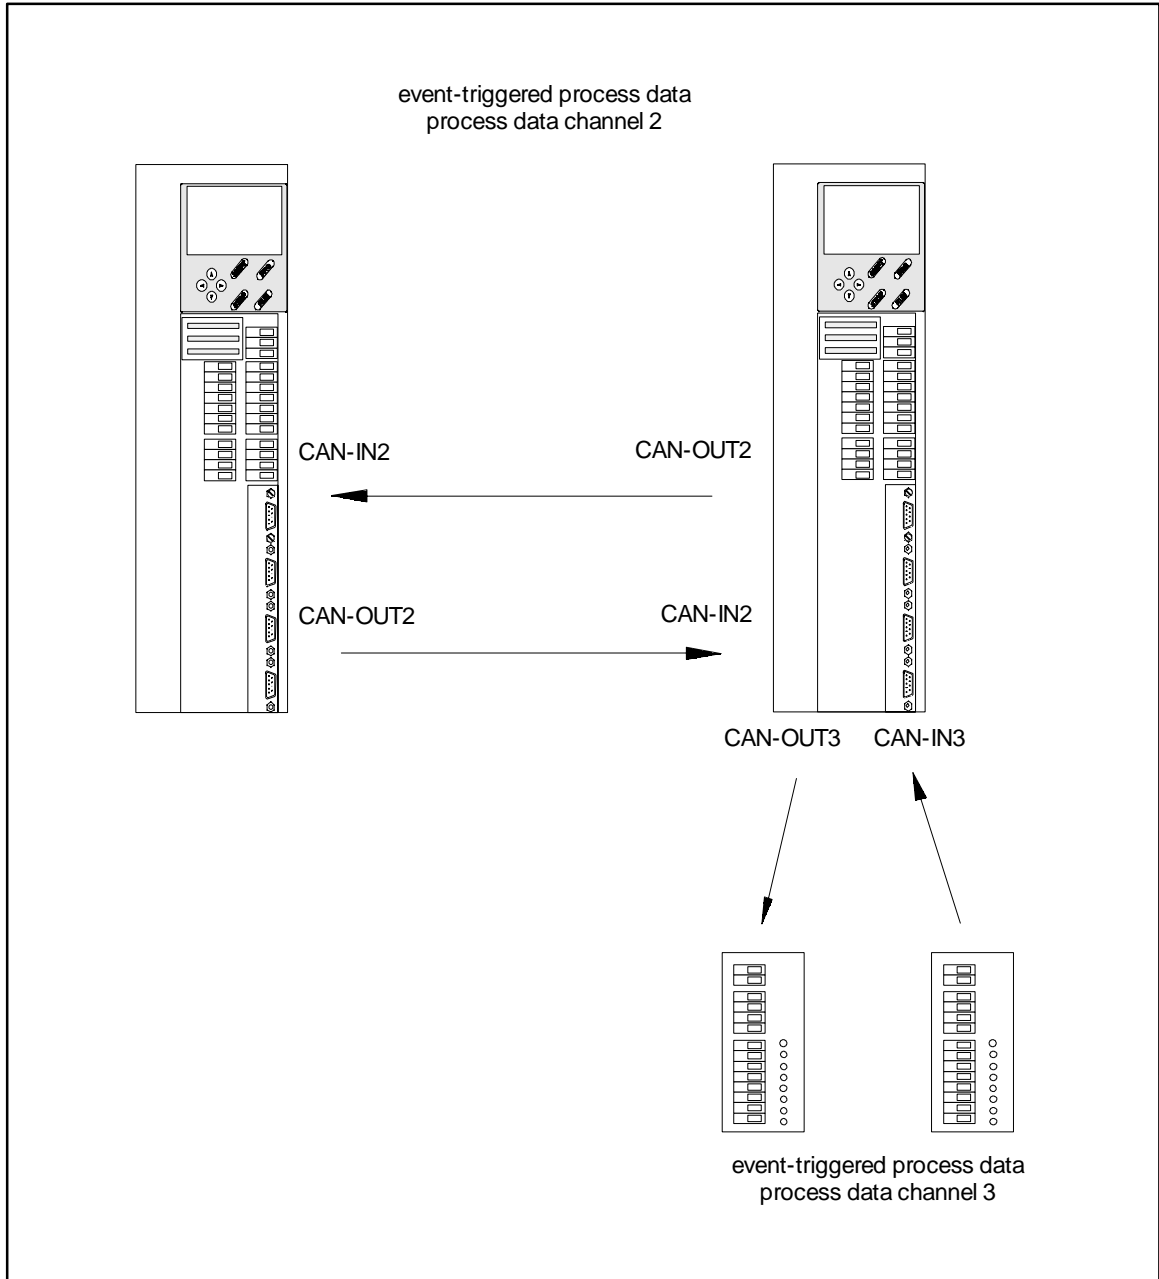 event-triggered process data
process data channel 2
CAN-IN2
CAN-OUT2
CAN-OUT2
CAN-IN2
CAN-OUT3
CAN-IN3
event-triggered process data
process data channel 3